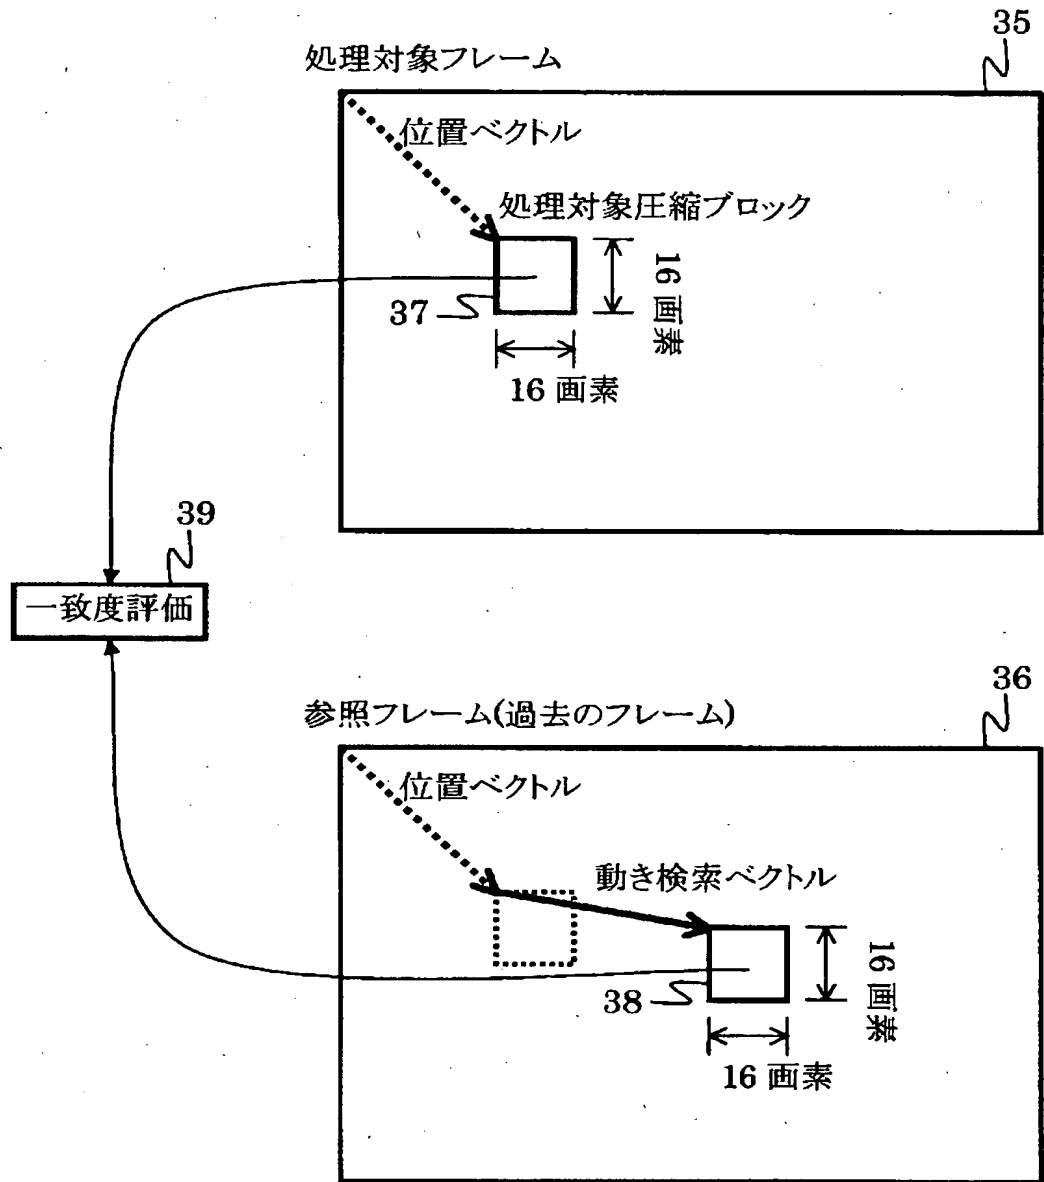 35
処理対象フレーム
位置ベクトル
処理対象圧縮ブロック
16 画素
37
16 画素
39
一致度評価
36
参照フレーム(過去のフレーム)
位置ベクトル
動き検索ベクトル
16 画素
38
16 画素